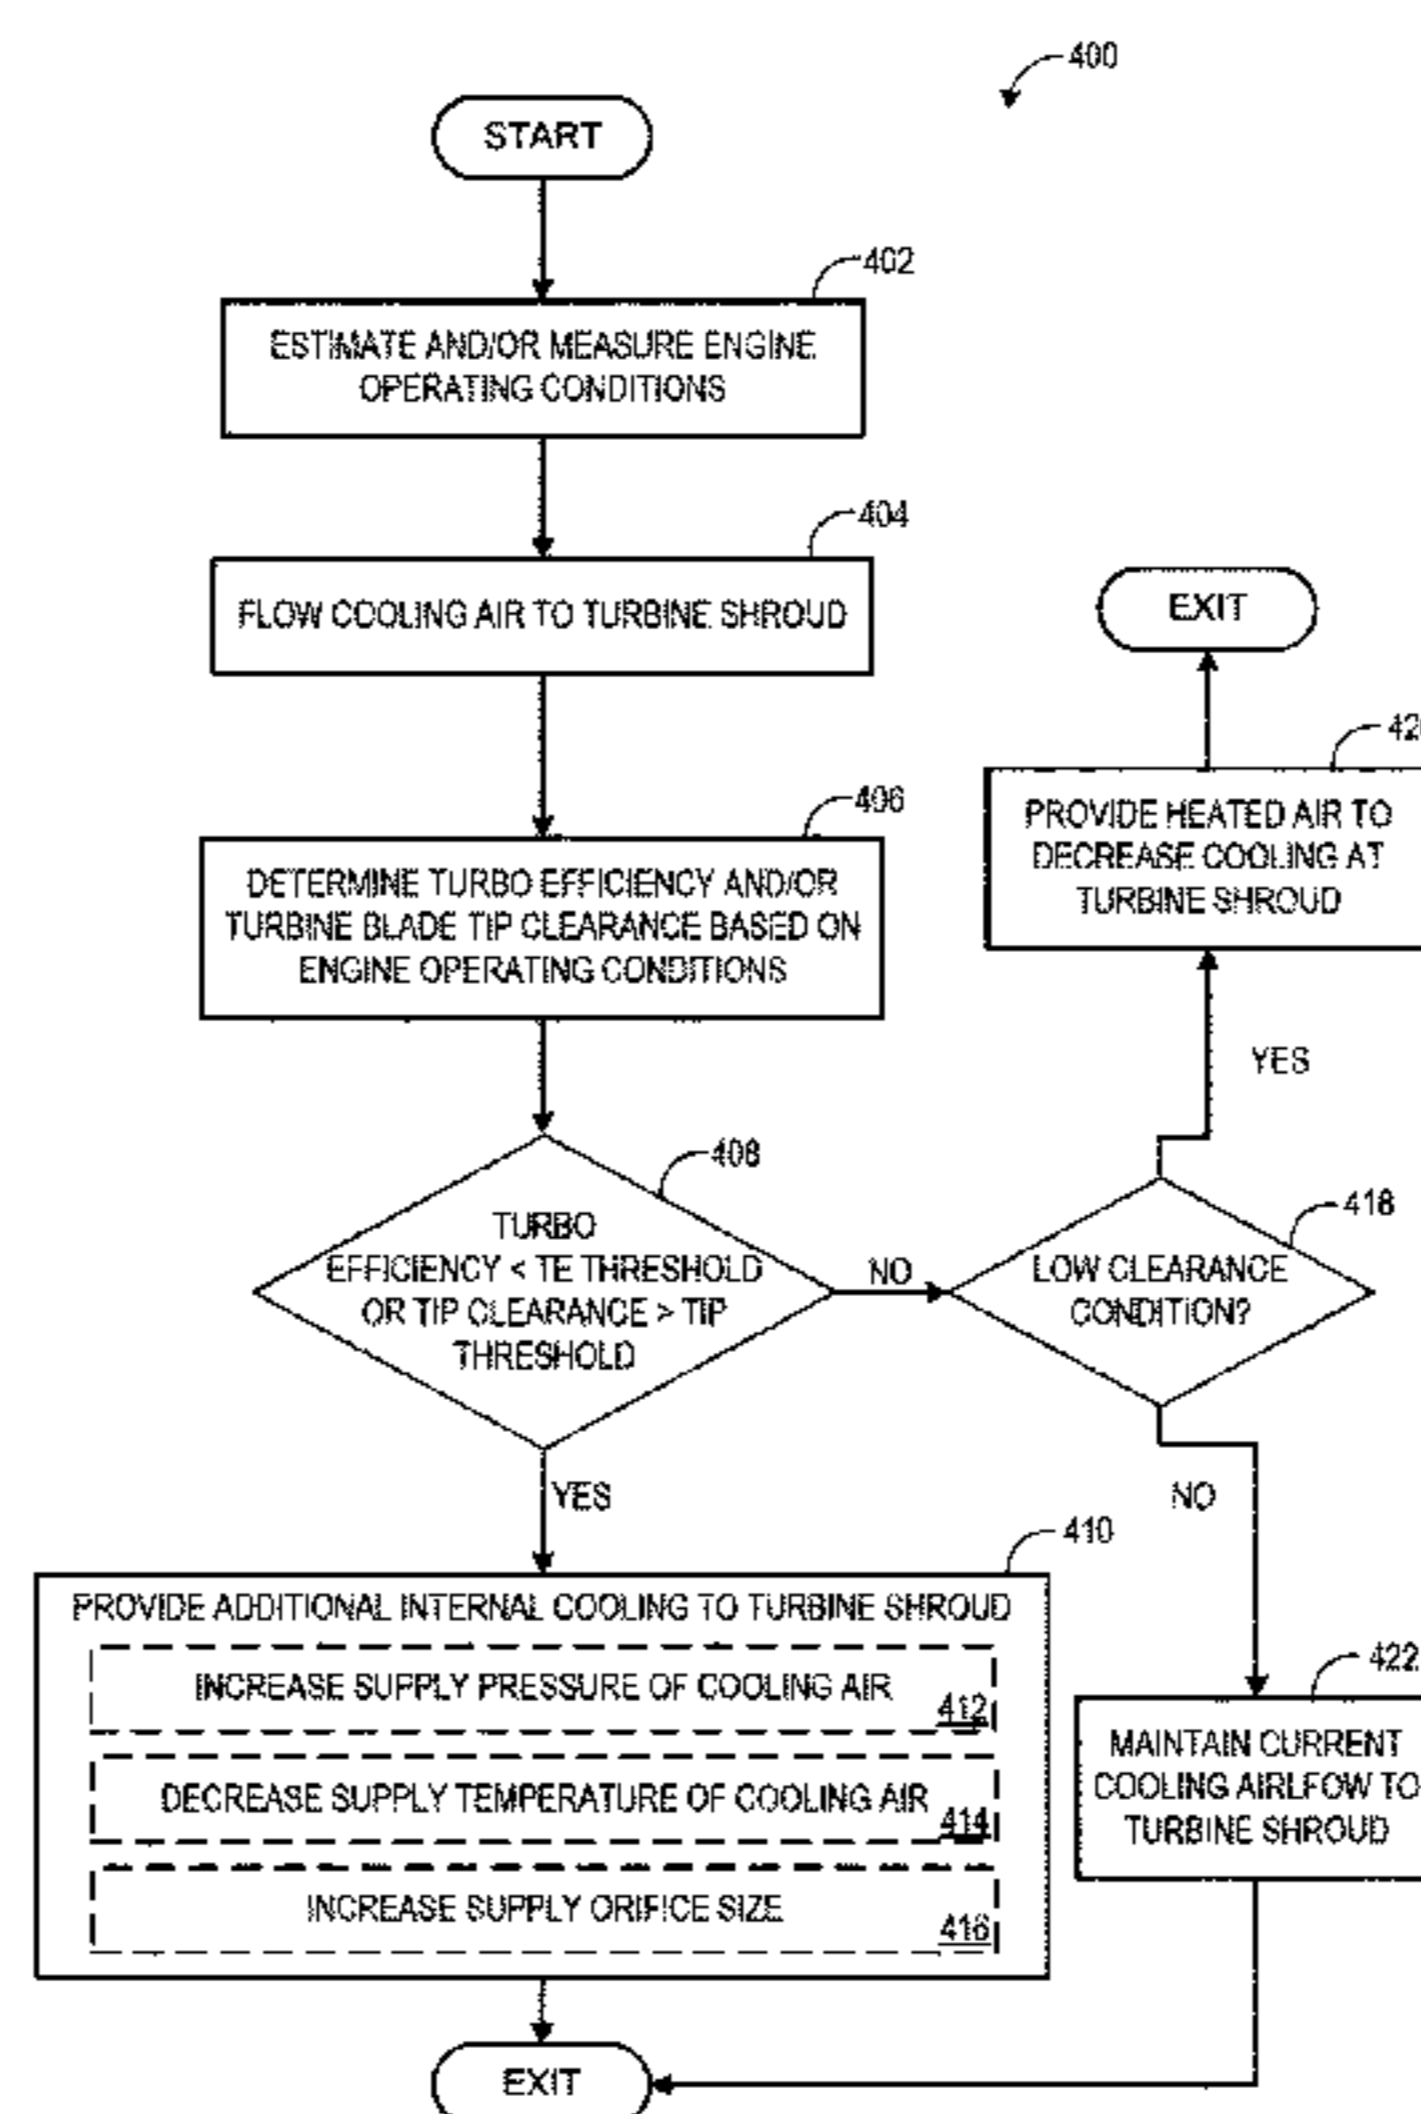 400
START
402
ESTIMATE AND/OR MEASURE ENGINE
OPERATING CONDITIONS
404
FLOW COOLING AIR TO TURBINE SHROUD
406
DETERMINE TURBO EFFICIENCY AND/OR
TURBINE BLADE TIP CLEARANCE BASED ON
ENGINE OPERATING CONDITIONS
408
TURBO
EFFICIENCY < TE THRESHOLD
OR TIP CLEARANCE > TIP
THRESHOLD
NO
418
LOW CLEARANCE
CONDITION?
YES
PROVIDE HEATED AIR TO
DECREASE COOLING AT
TURBINE SHROUD
EXIT
YES
410
PROVIDE ADDITIONAL INTERNAL COOLING TO TURBINE SHROUD
INCREASE SUPPLY PRESSURE OF COOLING AIR
412
DECREASE SUPPLY TEMPERATURE OF COOLING AIR
414
INCREASE SUPPLY ORIFICE SIZE
416
NO
422
MAINTAIN CURRENT
COOLING AIRLFOW TO
TURBINE SHROUD
EXIT